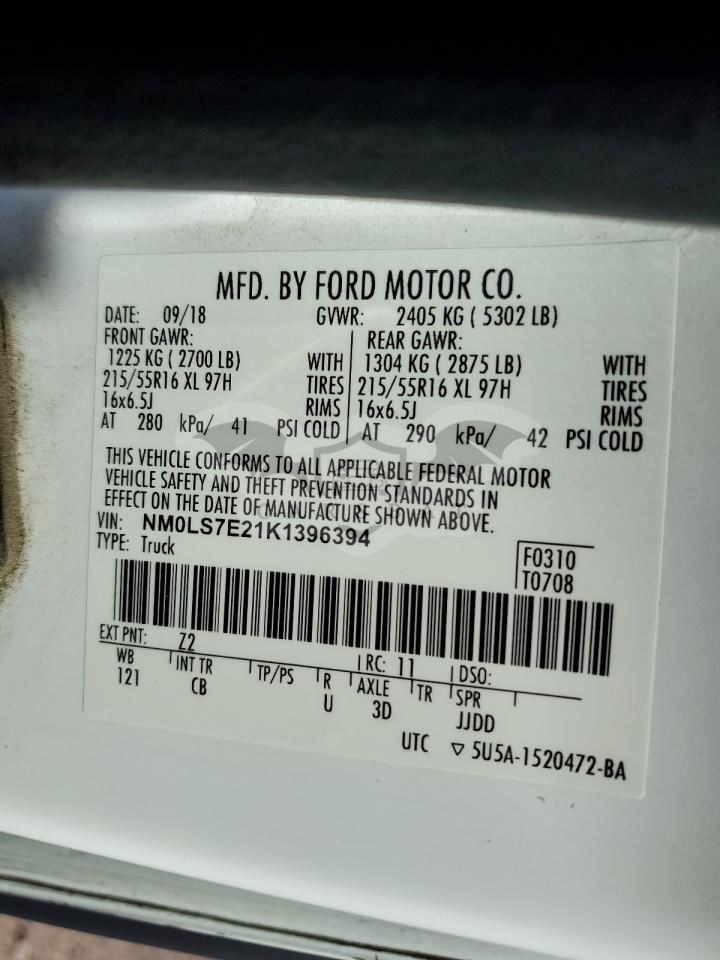 MFD. BY FORD MOTOR CO.
DATE: 09/18 GVWR: 2405 KG ( 5302 LB)
FRONT GAWR: REAR GAWR:
1225 KG ( 2700 LB) WITH 1304 KG ( 2875 LB) WITH
215/55R16 XL 97H TIRES 215/55R16 XL 97H TIRES
16x6.5J RIMS 16x6.5J RIMS
AT 280 kPa/ 41 PSI COLD AT 290 kPa/ 42 PSI COLD
THIS VEHICLE CONFORMS TO ALL APPLICABLE FEDERAL MOTOR
VEHICLE SAFETY AND THEFT PREVENTION STANDARDS IN
EFFECT ON THE DATE OF MANUFACTURE SHOWN ABOVE.
VIN: NM0LS7E21K1396394
TYPE: Truck
F0310
T0708
EXT PNT: Z2 RC: 11 DSO:
WB INT TR TP/PS R AXLE TR SPR
121 CB U 3D JJDD
UTC ▽ 5U5A-1520472-BA